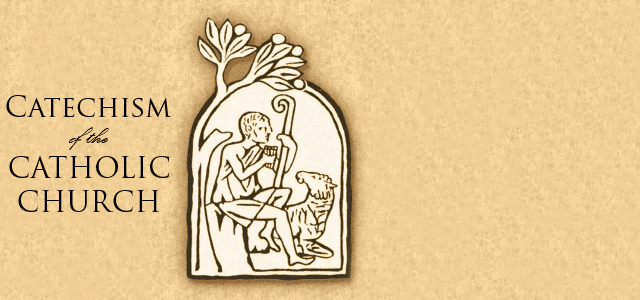 CATECHISM
of the
CATHOLIC
CHURCH